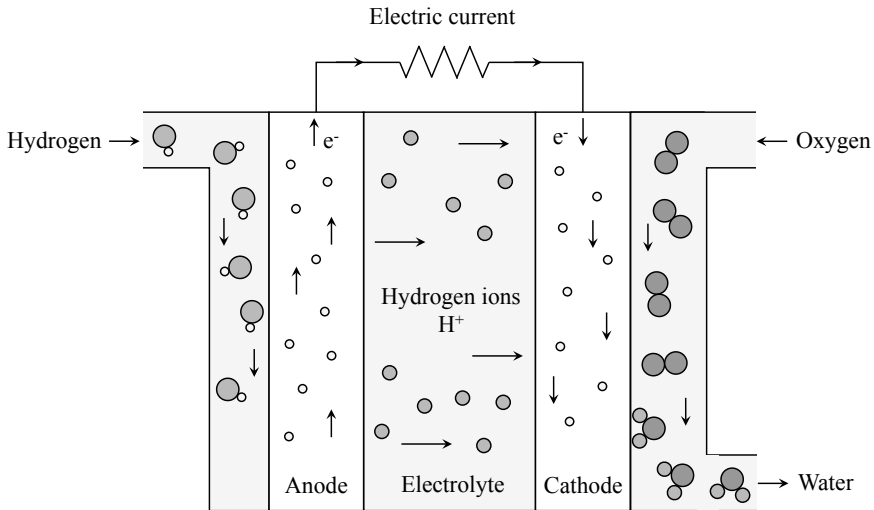 Electric current
e-
e-
Hydrogen
Oxygen
Hydrogen ions
H+
Anode
Electrolyte
Cathode
Water